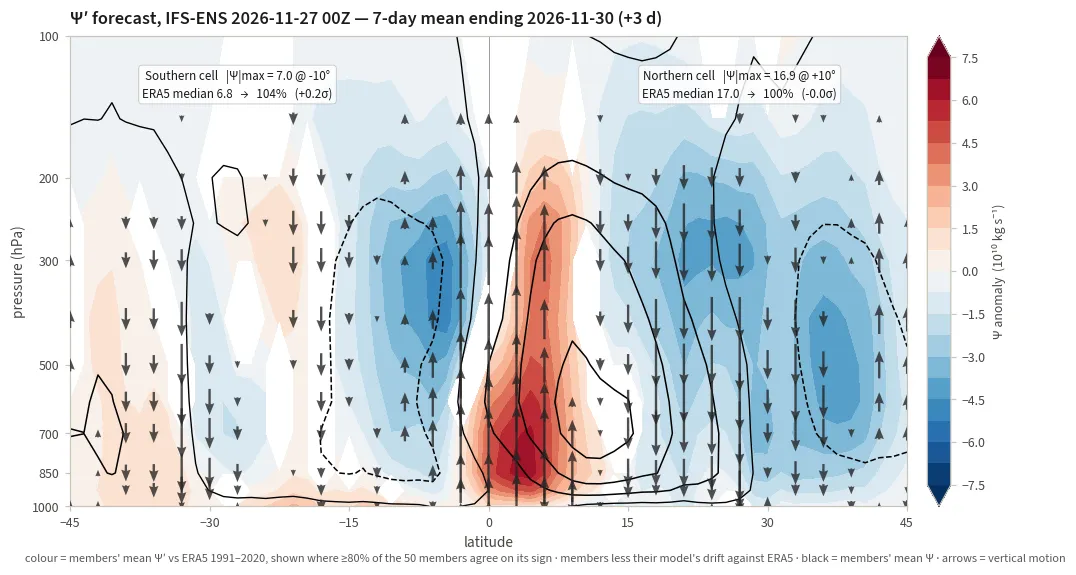 Ψ′ forecast, IFS-ENS 2026-11-27 00Z — 7-day mean ending 2026-11-30 (+3 d)
Southern cell |Ψ|max = 7.0 @ -10°
ERA5 median 6.8 → 104% (+0.2σ)
Northern cell |Ψ|max = 16.9 @ +10°
ERA5 median 17.0 → 100% (-0.0σ)
pressure (hPa)
100
200
300
400
500
700
850
1000
−45
−30
−15
0
15
30
45
latitude
7.5
6.0
4.5
3.0
1.5
0.0
−1.5
−3.0
−4.5
−6.0
−7.5
Ψ anomaly (10¹⁰ kg s⁻¹)
colour = members' mean Ψ′ vs ERA5 1991–2020, shown where ≥80% of the 50 members agree on its sign · members less their model's drift against ERA5 · black = members' mean Ψ · arrows = vertical motion